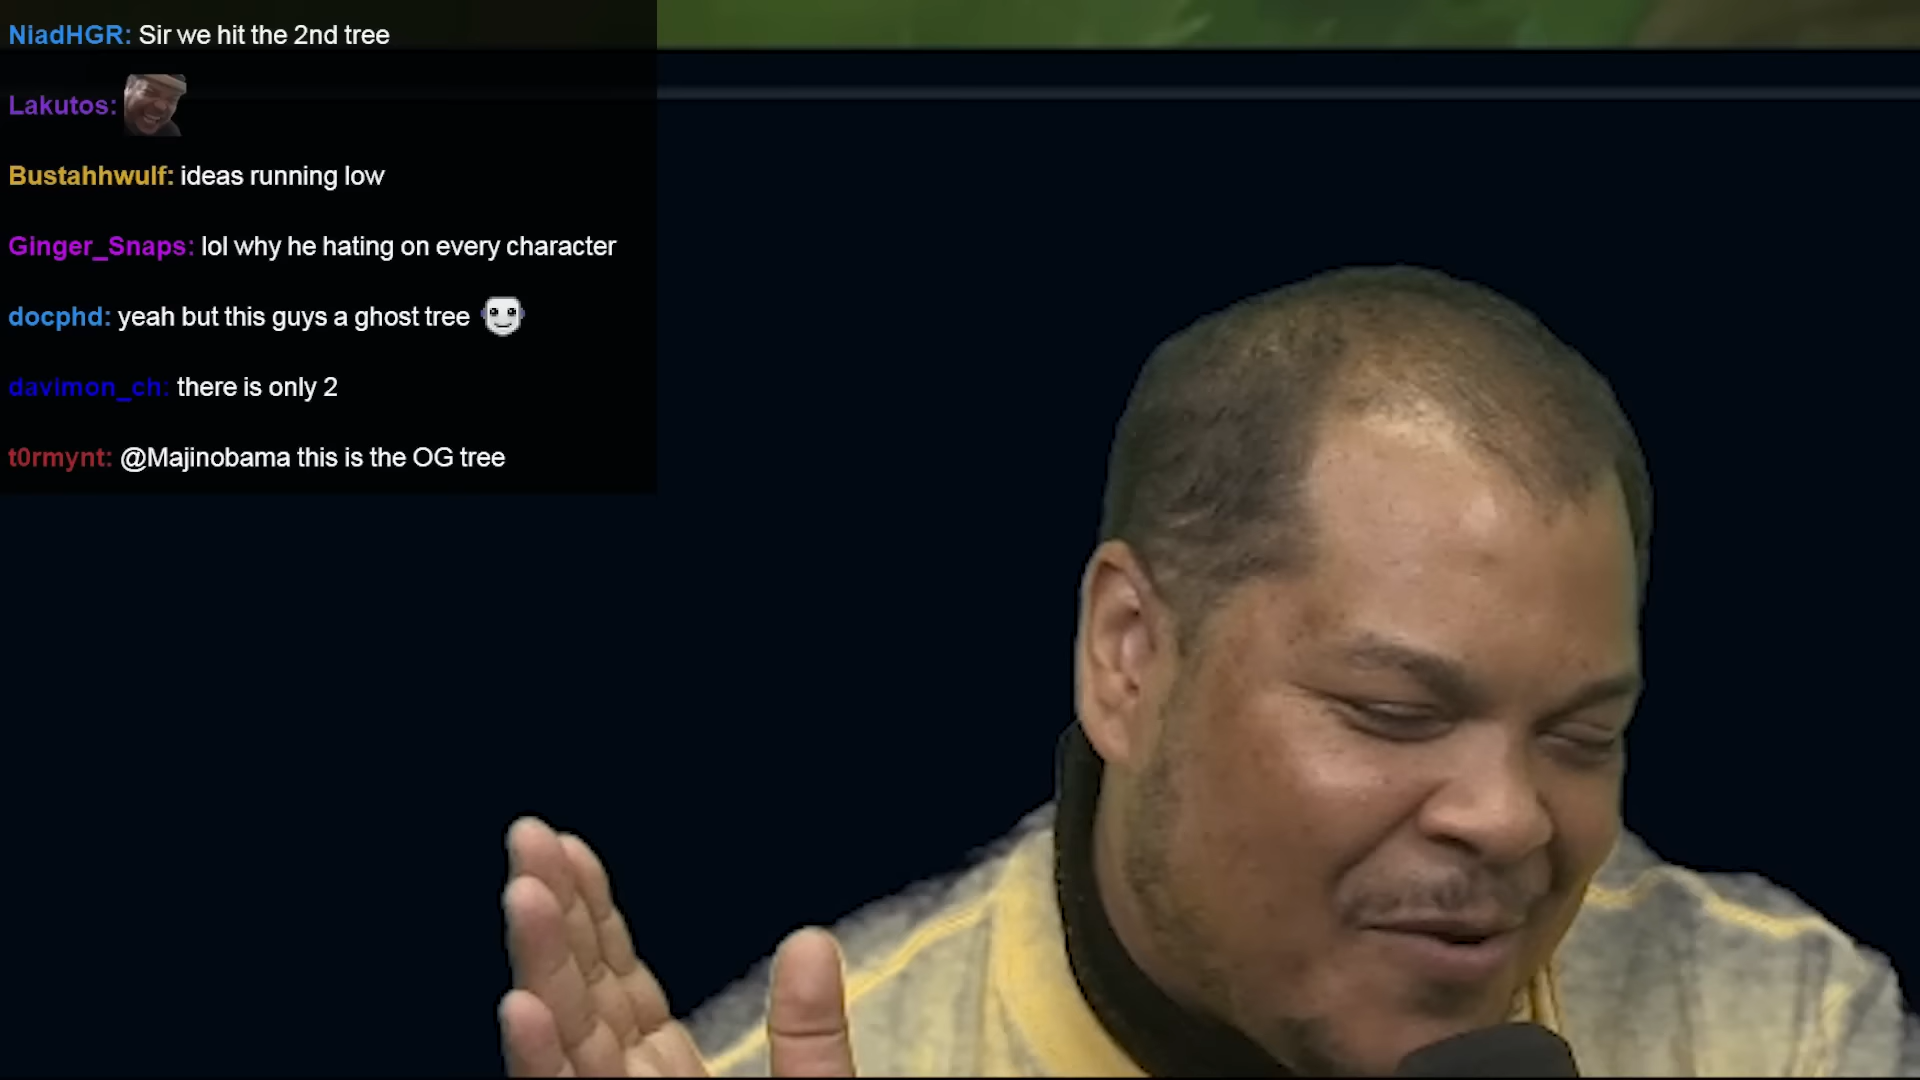 NiadHGR: Sir we hit the 2nd tree
Lakutos:
Bustahhwulf: ideas running low
Ginger_Snaps: lol why he hating on every character
docphd: yeah but this guys a ghost tree
davimon_ch: there is only 2
t0rmynt: @Majinobama this is the OG tree